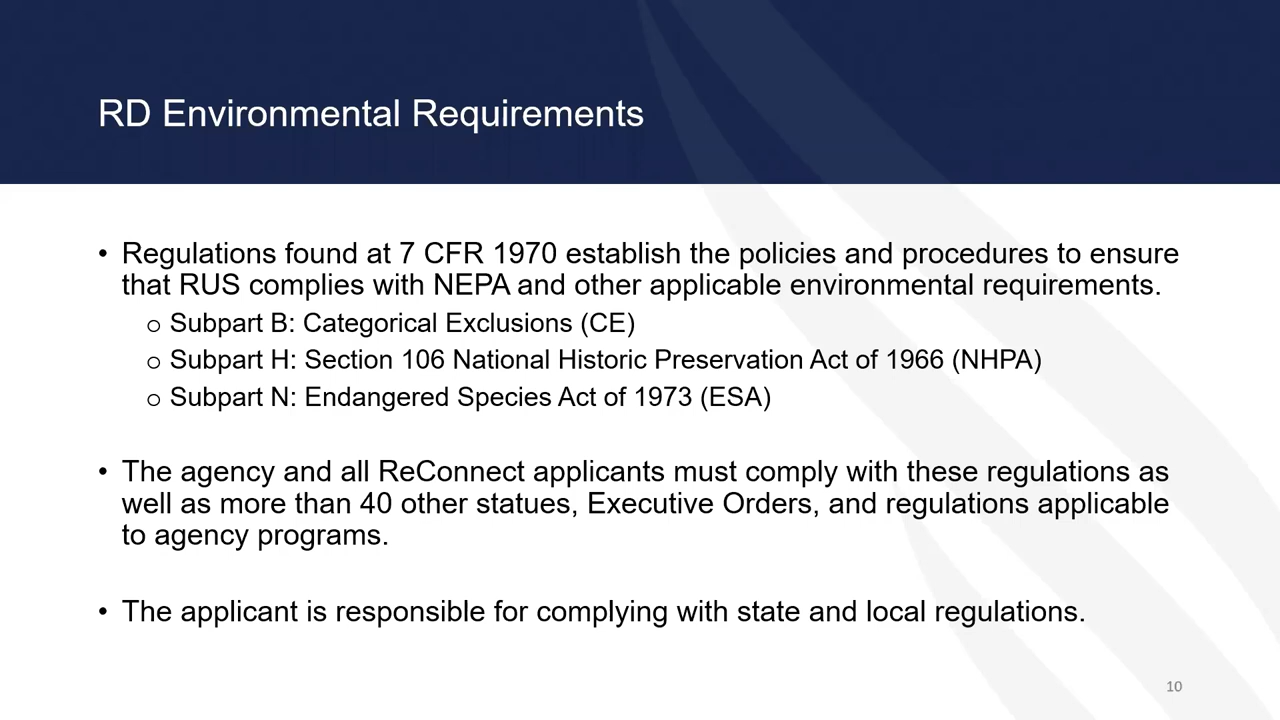 RD Environmental Requirements
• Regulations found at 7 CFR 1970 establish the policies and procedures to ensure
that RUS complies with NEPA and other applicable environmental requirements.
o Subpart B: Categorical Exclusions (CE)
o Subpart H: Section 106 National Historic Preservation Act of 1966 (NHPA)
o Subpart N: Endangered Species Act of 1973 (ESA)
• The agency and all ReConnect applicants must comply with these regulations as
well as more than 40 other statues, Executive Orders, and regulations applicable
to agency programs.
• The applicant is responsible for complying with state and local regulations.
10